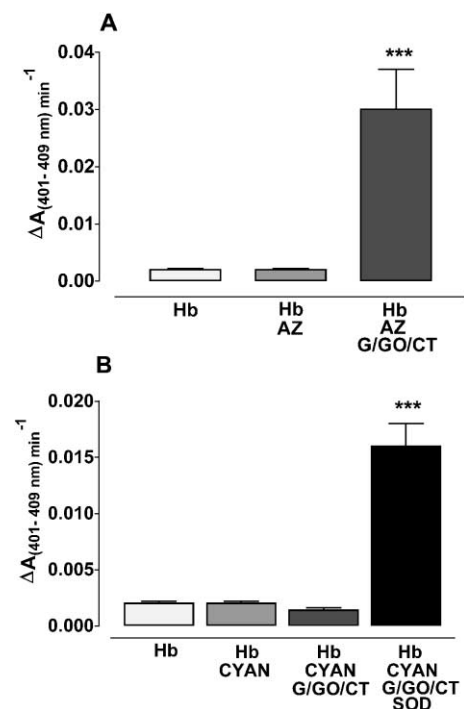 A
ΔA(401- 409 nm) min⁻¹
0.04
0.03
0.02
0.01
0.00
***
Hb Hb Hb
AZ AZ
G/GO/CT
B
ΔA(401- 409 nm) min⁻¹
0.020
0.015
0.010
0.005
0.000
***
Hb Hb Hb Hb
CYAN CYAN CYAN
G/GO/CT G/GO/CT
SOD